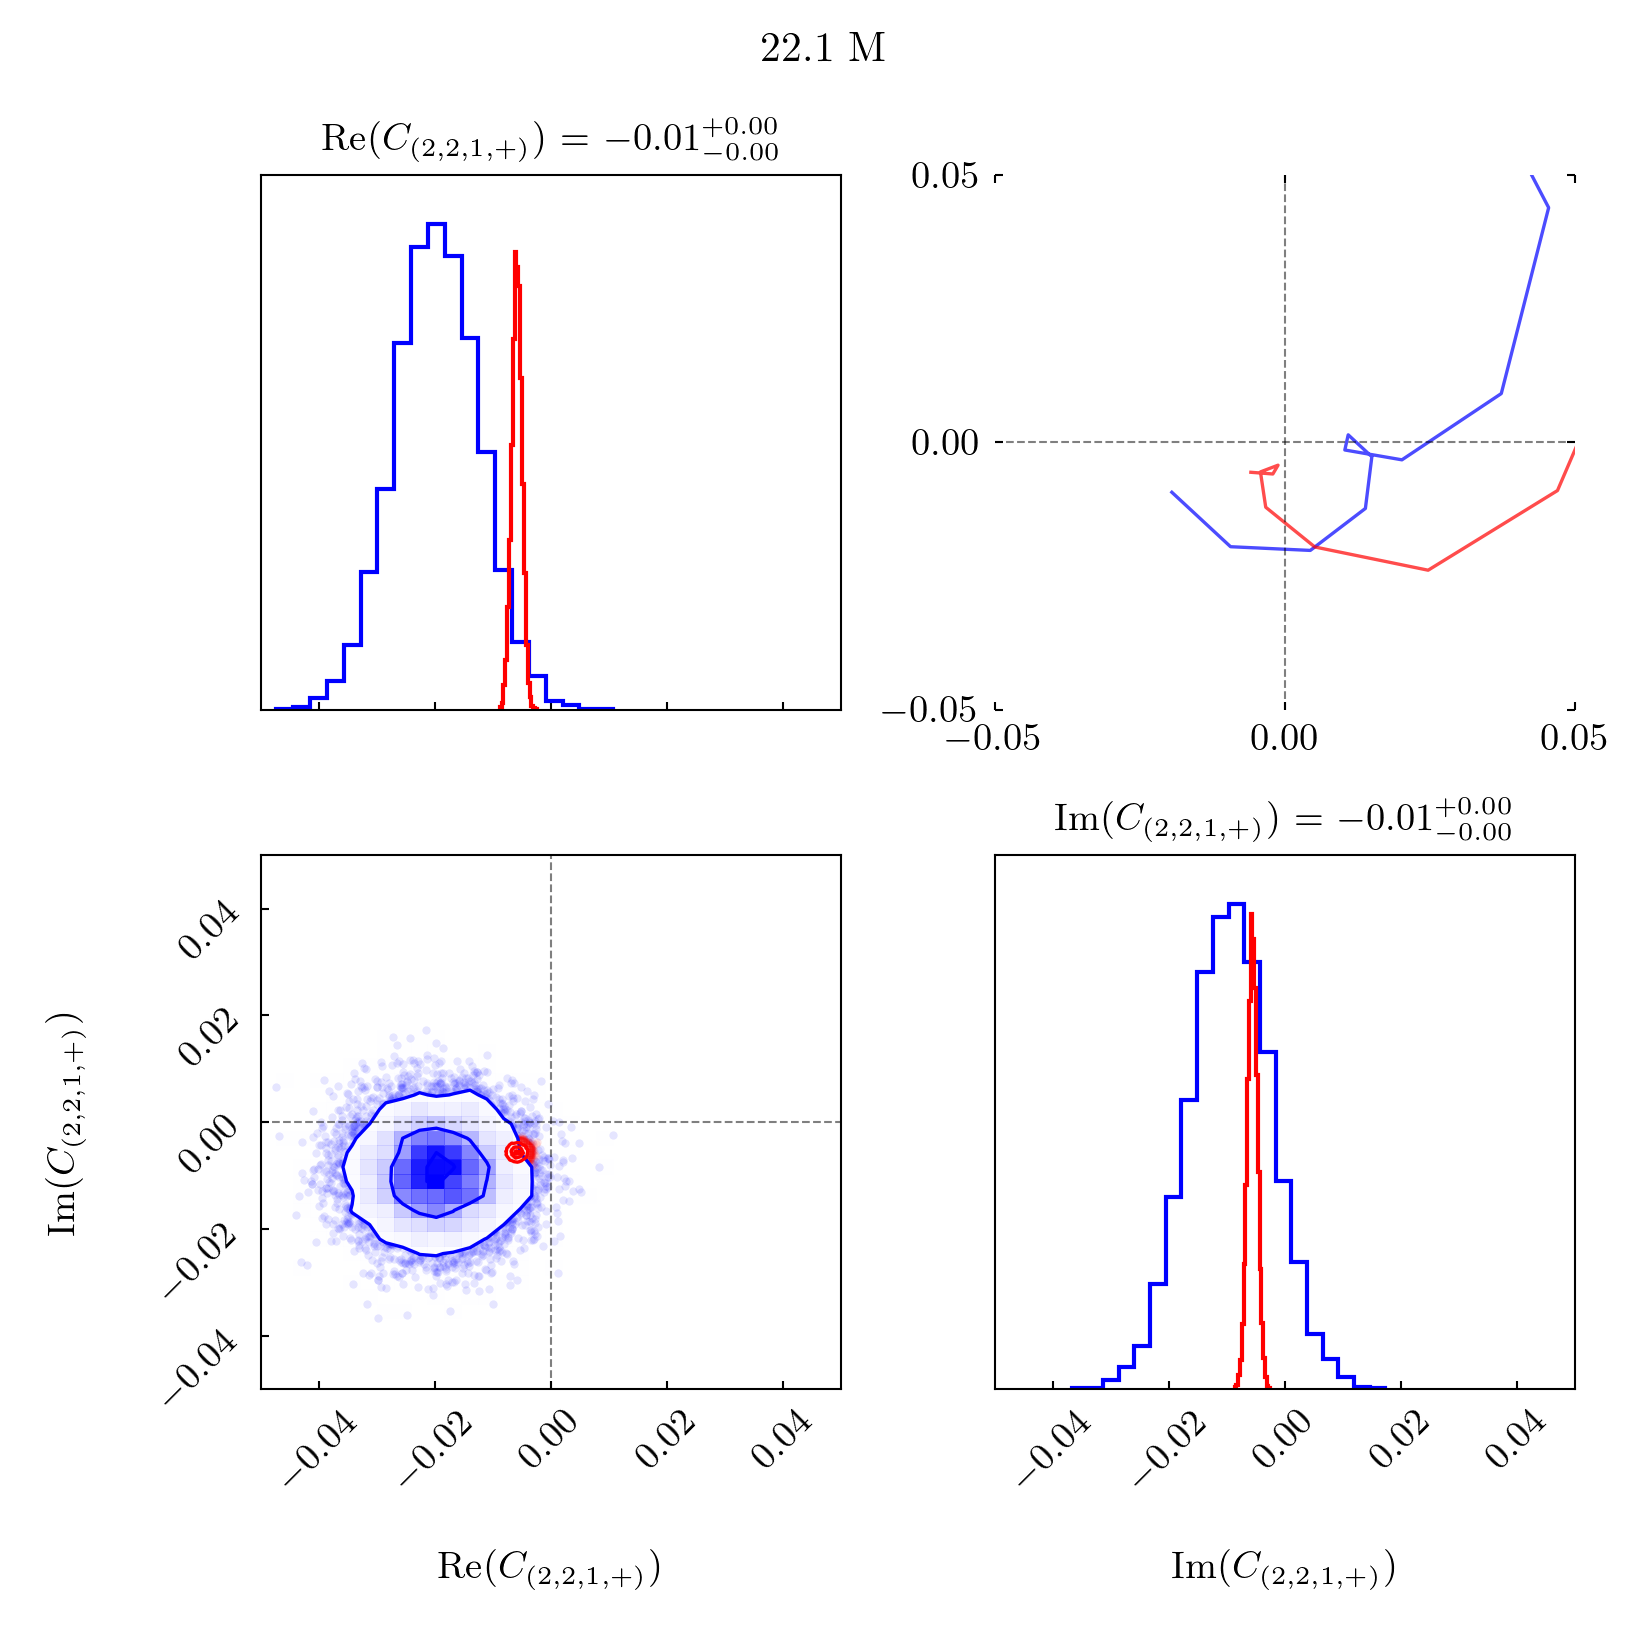 22.1 M
Re(C_{(2,2,1,+)}) = −0.01^{+0.00}_{−0.00}
0.05
0.00
−0.05
−0.05 0.00 0.05
Im(C_{(2,2,1,+)}) = −0.01^{+0.00}_{−0.00}
Im(C_{(2,2,1,+)})
0.04
0.02
0.00
−0.02
−0.04
−0.04 −0.02 0.00 0.02 0.04
−0.04 −0.02 0.00 0.02 0.04
Re(C_{(2,2,1,+)})
Im(C_{(2,2,1,+)})